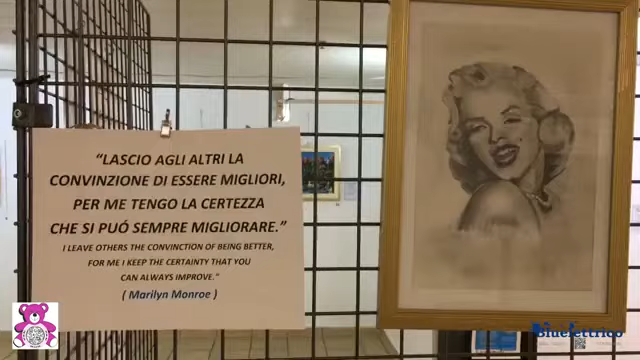 “LASCIO AGLI ALTRI LA
CONVINZIONE DI ESSERE MIGLIORI,
PER ME TENGO LA CERTEZZA
CHE SI PUÓ SEMPRE MIGLIORARE.”
I LEAVE OTHERS THE CONVINCTION OF BEING BETTER,
FOR ME I KEEP THE CERTAINTY THAT YOU
CAN ALWAYS IMPROVE.”
( Marilyn Monroe )
Bluelettrico